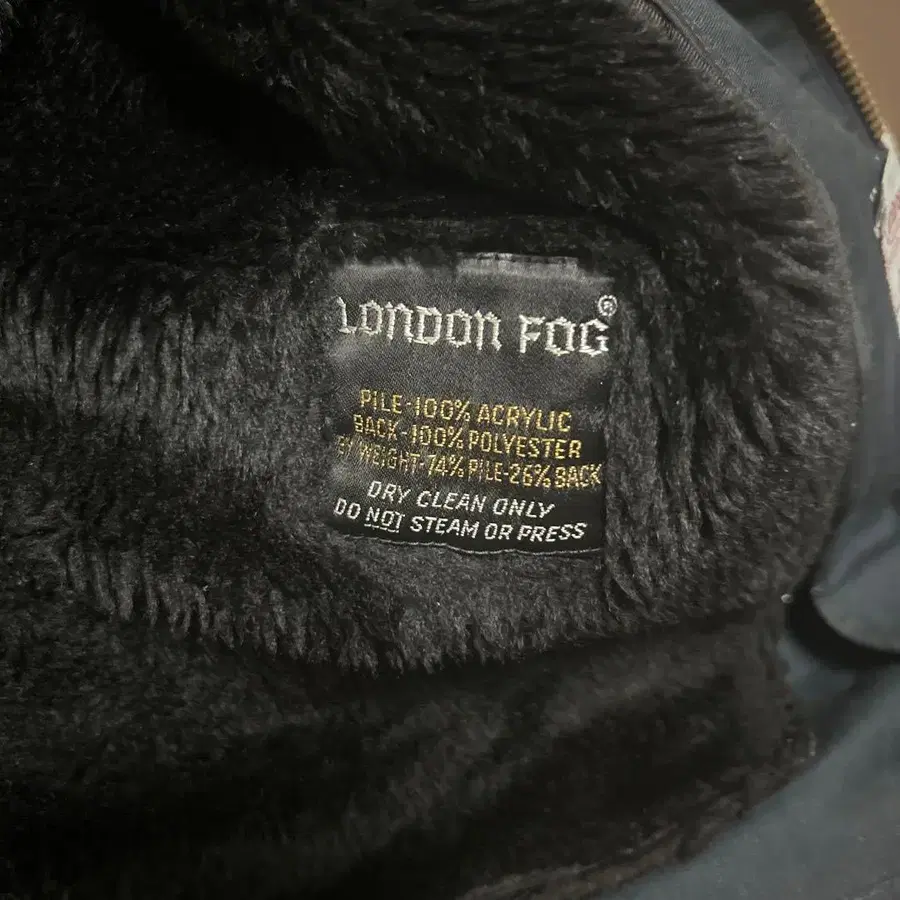 LONDON FOG®
PILE-100% ACRYLIC
BACK-100% POLYESTER
BY WEIGHT-74% PILE-26% BACK
DRY CLEAN ONLY
DO NOT STEAM OR PRESS